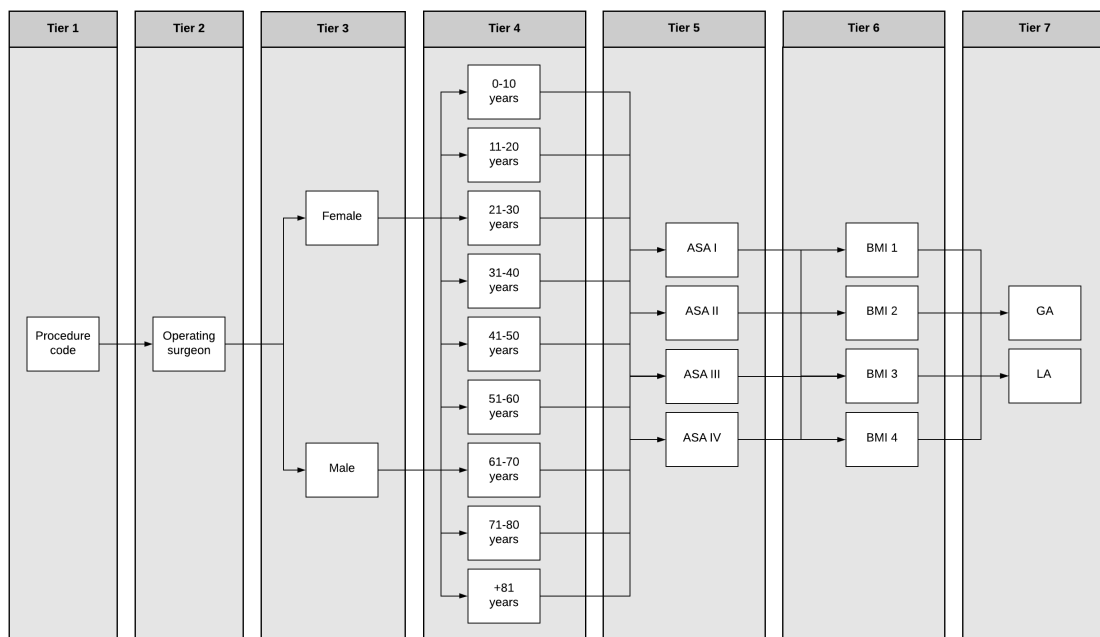 Tier 1
Tier 2
Tier 3
Tier 4
Tier 5
Tier 6
Tier 7
Procedure
code
Operating
surgeon
Female
Male
0-10
years
11-20
years
21-30
years
31-40
years
41-50
years
51-60
years
61-70
years
71-80
years
+81
years
ASA I
ASA II
ASA III
ASA IV
BMI 1
BMI 2
BMI 3
BMI 4
GA
LA